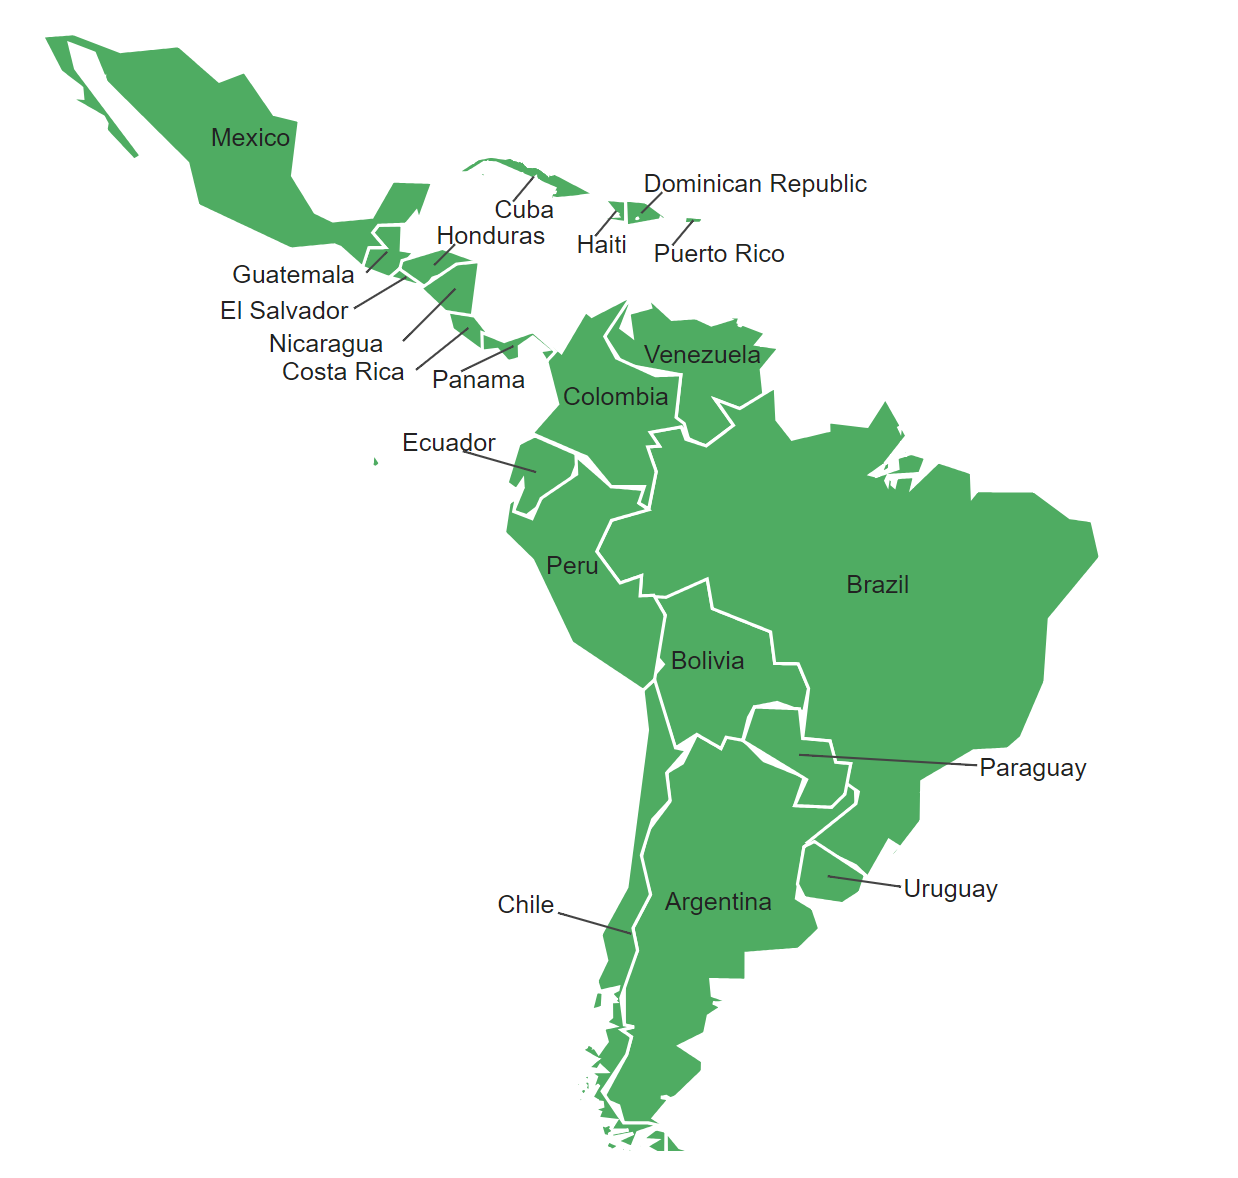 Mexico
Dominican Republic
Cuba
Honduras
Haiti
Puerto Rico
Guatemala
El Salvador
Nicaragua
Venezuela
Costa Rica
Panama
Colombia
Ecuador
Peru
Brazil
Bolivia
Paraguay
Uruguay
Argentina
Chile